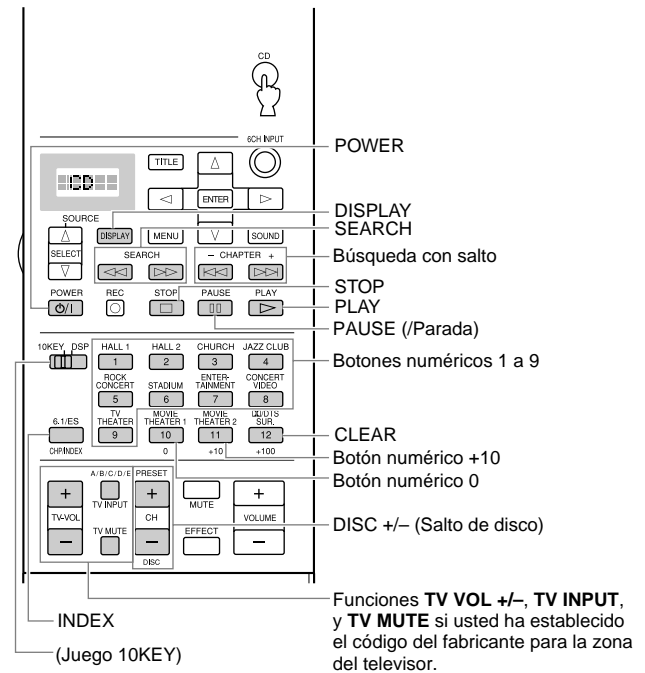 CD
6CH INPUT
POWER
TITLE
CD
ENTER
SOURCE
DISPLAY
DISPLAY
MENU
SOUND
SEARCH
SELECT
SEARCH
– CHAPTER +
Búsqueda con salto
STOP
POWER
REC
STOP
PAUSE
PLAY
PLAY
PAUSE (/Parada)
10KEY
DSP
HALL 1
HALL 2
CHURCH
JAZZ CLUB
1
2
3
4
Botones numéricos 1 a 9
ROCK
CONCERT
STADIUM
ENTER-
TAINMENT
CONCERT
VIDEO
5
6
7
8
TV
THEATER
MOVIE
THEATER 1
MOVIE
THEATER 2
/DTS
SUR.
6.1/ES
9
10
11
12
CLEAR
CHP/INDEX
0
+10
+100
Botón numérico +10
Botón numérico 0
A/B/C/D/E
PRESET
+
TV INPUT
+
MUTE
+
DISC +/– (Salto de disco)
TV-VOL
CH
VOLUME
TV MUTE
EFFECT
–
–
–
DISC
Funciones TV VOL +/–, TV INPUT,
y TV MUTE si usted ha establecido
el código del fabricante para la zona
del televisor.
INDEX
(Juego 10KEY)